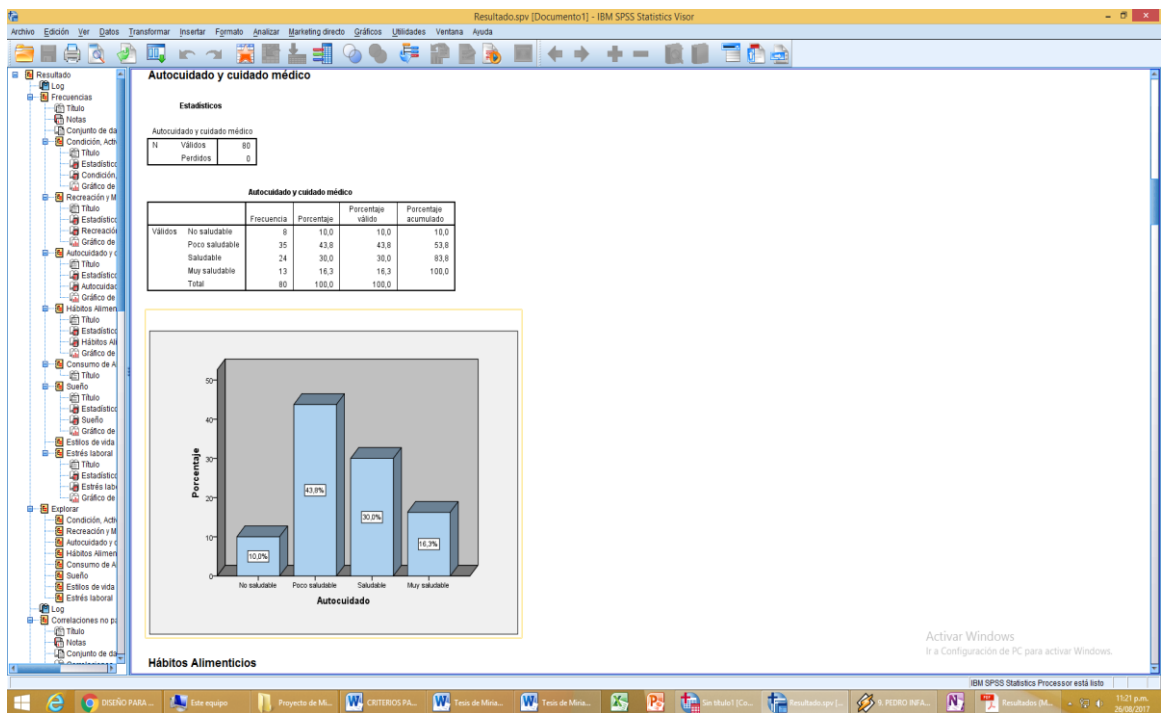 Resultado.spv [Documento1] - IBM SPSS Statistics Visor
Archivo Edición Ver Datos Transformar Insertar Formato Analizar Marketing directo Gráficos Utilidades Ventana Ayuda
Resultado
Log
Frecuencias
Título
Notas
Conjunto de da
Condición, Acti
Título
Estadístico
Condición,
Gráfico de
Recreación y M
Título
Estadístico
Recreació
Gráfico de
Autocuidado y c
Título
Estadístico
Autocuidac
Gráfico de
Hábitos Alimen
Título
Estadístico
Hábitos Ali
Gráfico de
Consumo de A
Título
Sueño
Título
Estadístico
Sueño
Gráfico de
Estilos de vida
Estrés laboral
Título
Estadístico
Estrés lab
Gráfico de
Explorar
Condición, Acti
Recreación y M
Autocuidado y c
Hábitos Alimen
Consumo de A
Sueño
Estilos de vida
Estrés laboral
Log
Correlaciones no pa
Título
Notas
Conjunto de da
Autocuidado y cuidado médico
Estadísticos
Autocuidado y cuidado médico
N Válidos 80
Perdidos 0
Autocuidado y cuidado médico
Frecuencia Porcentaje Porcentaje válido Porcentaje acumulado
Válidos No saludable 8 10,0 10,0 10,0
Poco saludable 35 43,8 43,8 53,8
Saludable 24 30,0 30,0 83,8
Muy saludable 13 16,3 16,3 100,0
Total 80 100,0 100,0
Porcentaje
50
40
30
20
10
0
10,0%
43,8%
30,0%
16,3%
No saludable Poco saludable Saludable Muy saludable
Autocuidado
Hábitos Alimenticios
Activar Windows
Ir a Configuración de PC para activar Windows.
IBM SPSS Statistics Processor está listo
DISEÑO PARA ... Este equipo Proyecto de Mi... CRITERIOS PA... Tesis de Miria... Tesis de Miria... Sin título1 [Co... Resultado.spv [... 9. PEDRO INFA... Resultados (M...
11:21 p.m.
26/08/2017